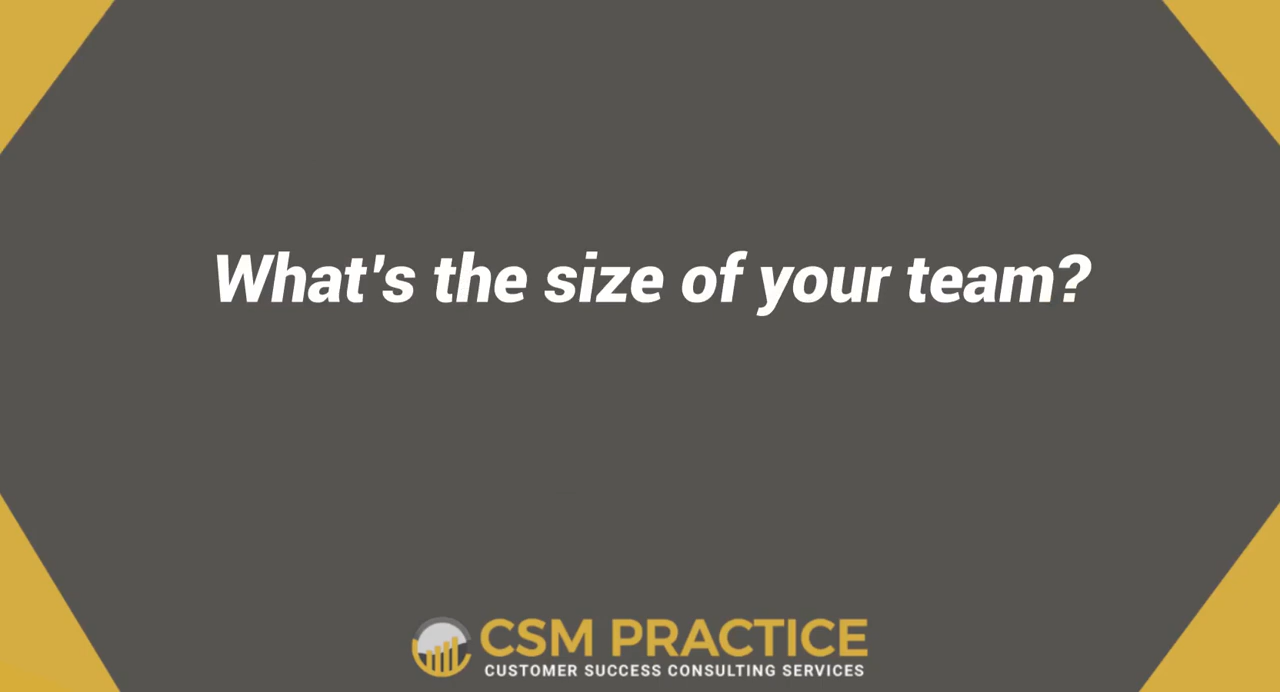 What's the size of your team?
CSM PRACTICE
CUSTOMER SUCCESS CONSULTING SERVICES